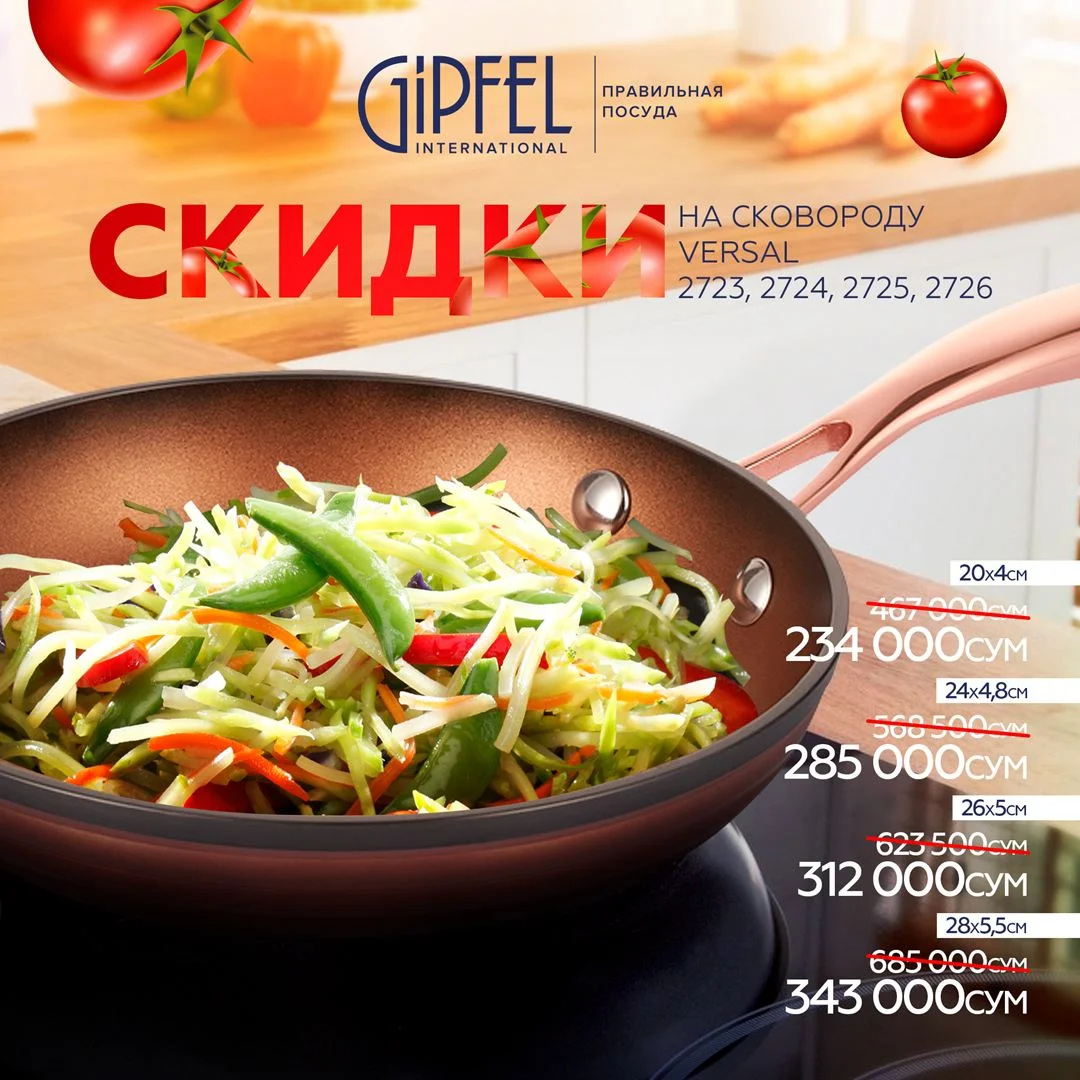 GiPFEL
INTERNATIONAL
ПРАВИЛЬНАЯ
ПОСУДА
СКИДКИ
НА СКОВОРОДУ
VERSAL
2723, 2724, 2725, 2726
20х4см
467 000сум
234 000сум
24х4,8см
568 500сум
285 000сум
26х5см
623 500сум
312 000сум
28х5,5см
685 000сум
343 000сум